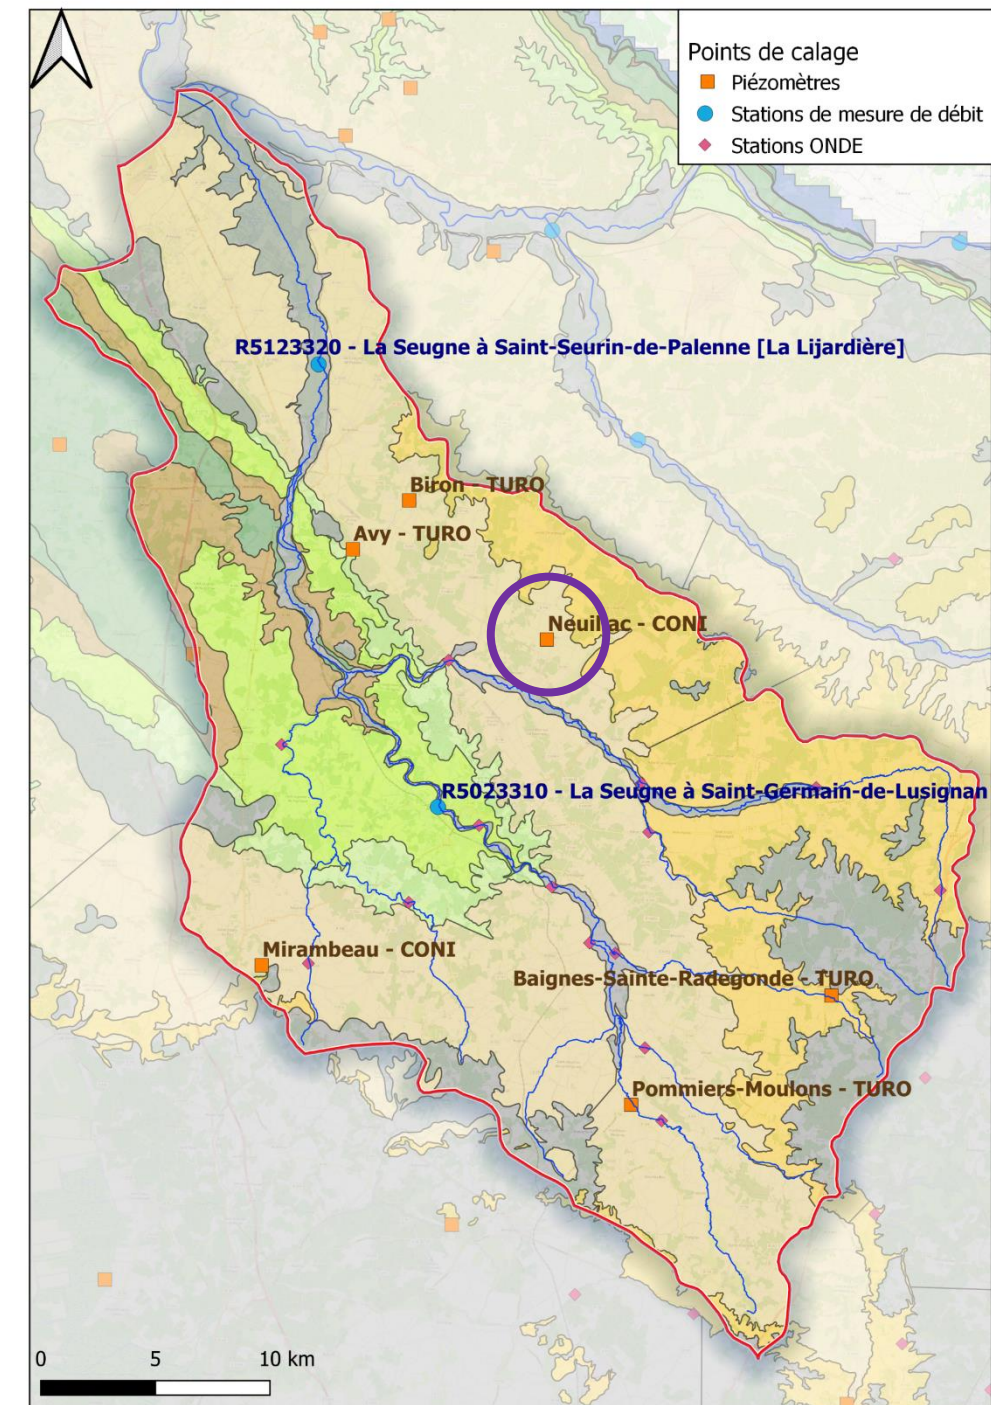 Points de calage
Piézomètres
Stations de mesure de débit
Stations ONDE
R5123320 - La Seugne à Saint-Seurin-de-Palenne [La Lijardière]
Biron - TURO
Avy - TURO
Neuillac - CONI
R5023310 - La Seugne à Saint-Germain-de-Lusignan
Mirambeau - CONI
Baignes-Sainte-Radegonde - TURO
Pommiers-Moulons - TURO
0 5 10 km